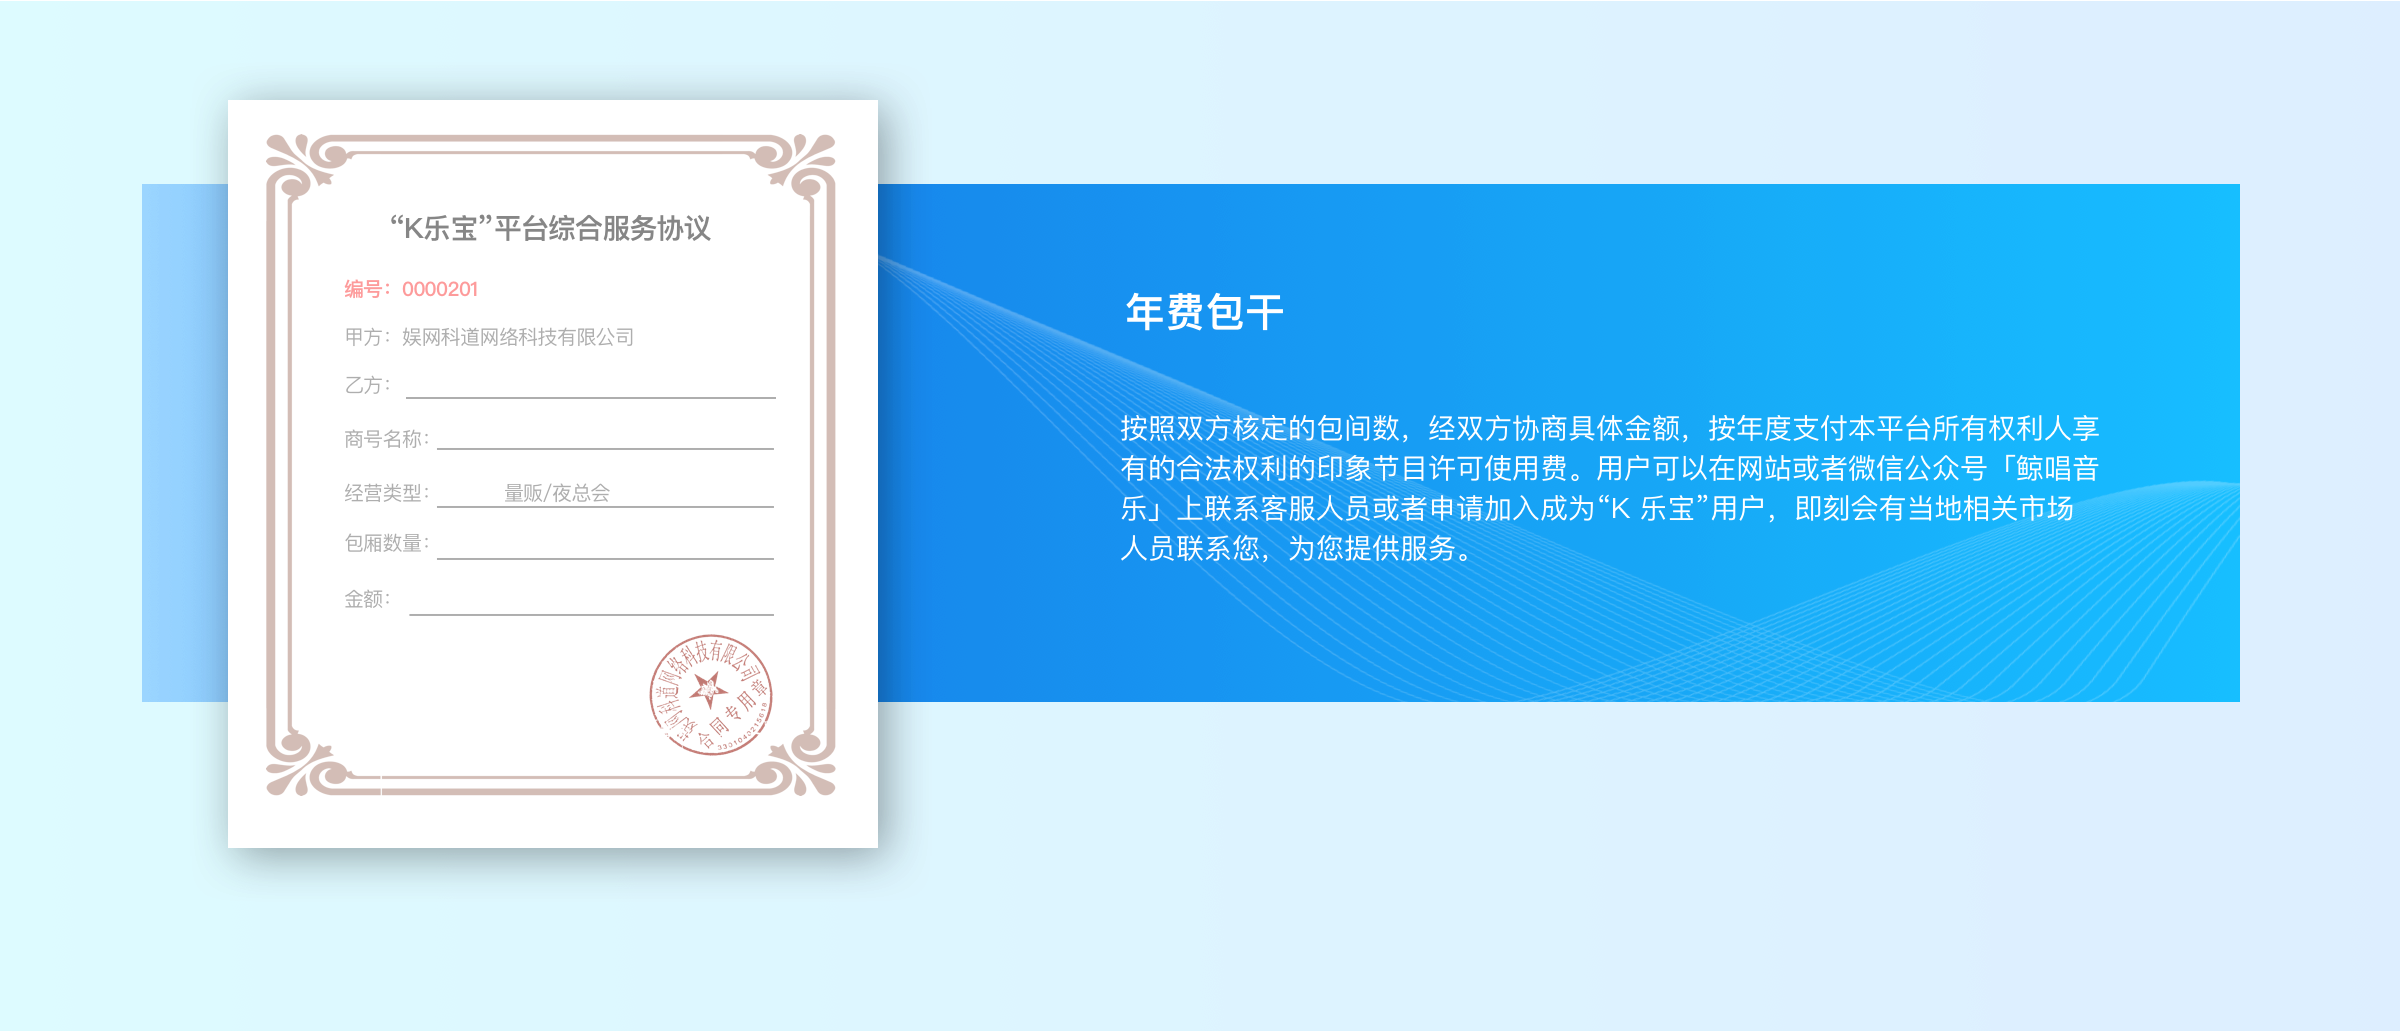 “K乐宝”平台综合服务协议
编号：0000201
甲方：娱网科道网络科技有限公司
乙方：
商号名称：
经营类型：量贩/夜总会
包厢数量：
金额：
娱网科道网络科技有限公司
合同专用章
3301040215618
年费包干
按照双方核定的包间数，经双方协商具体金额，按年度支付本平台所有权利人享
有的合法权利的印象节目许可使用费。用户可以在网站或者微信公众号「鲸唱音
乐」上联系客服人员或者申请加入成为“K 乐宝”用户，即刻会有当地相关市场
人员联系您，为您提供服务。